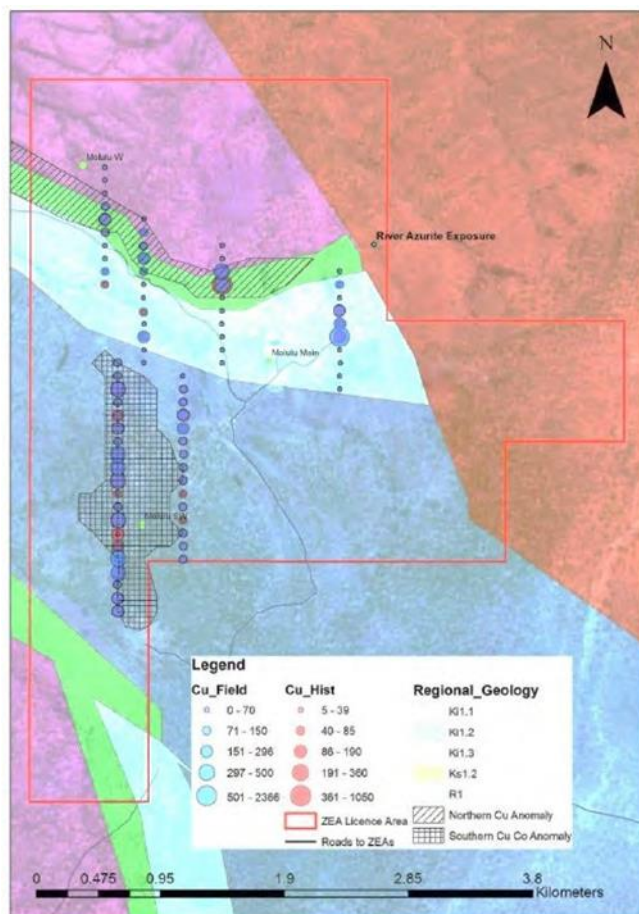 N
Molulu W
River Azurite Exposure
Molulu Main
Molulu SW
Legend
Cu_Field
0 - 70
71 - 150
151 - 296
297 - 500
501 - 2366
Cu_Hist
5 - 39
40 - 85
86 - 190
191 - 360
361 - 1050
ZEA Licence Area
Roads to ZEAs
Regional_Geology
Ki1.1
Ki1.2
Ki1.3
Ks1.2
R1
Northern Cu Anomaly
Southern Cu Co Anomaly
0 0.475 0.95 1.9 2.85 3.8
Kilometers